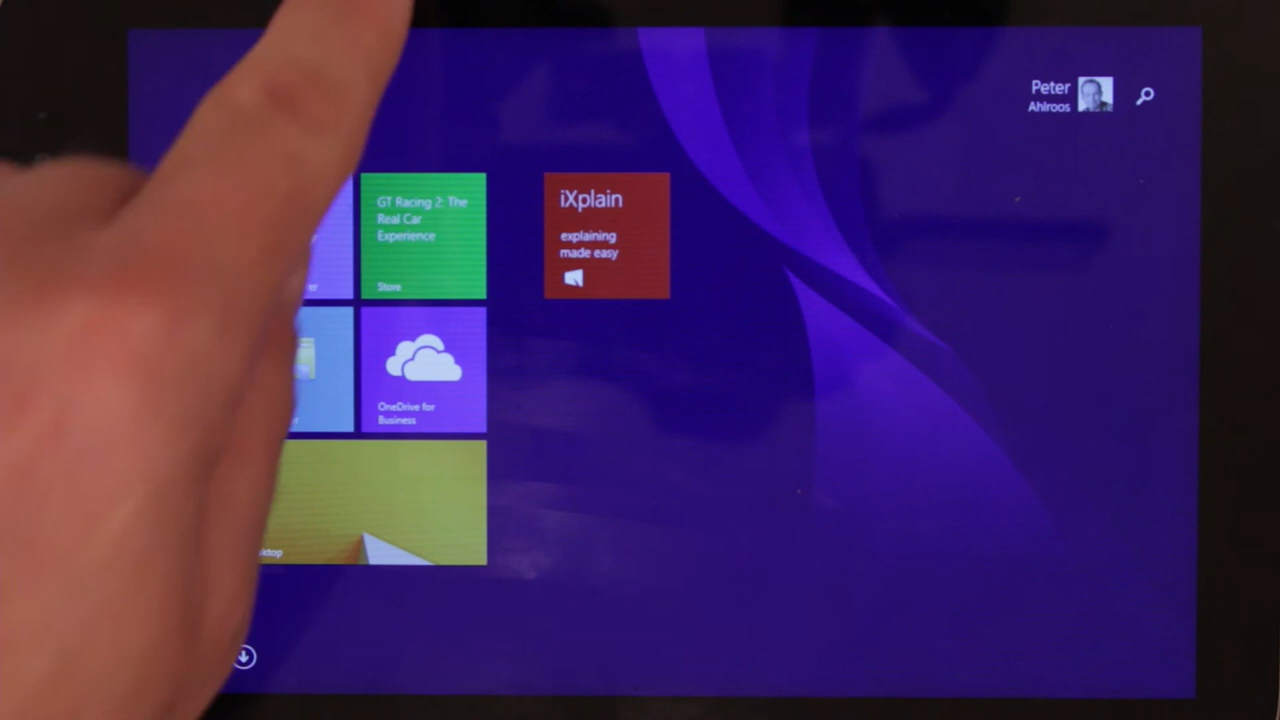 Peter
Ahlroos
GT Racing 2: The
Real Car
Experience
Store
iXplain
explaining
made easy
OneDrive for
Business